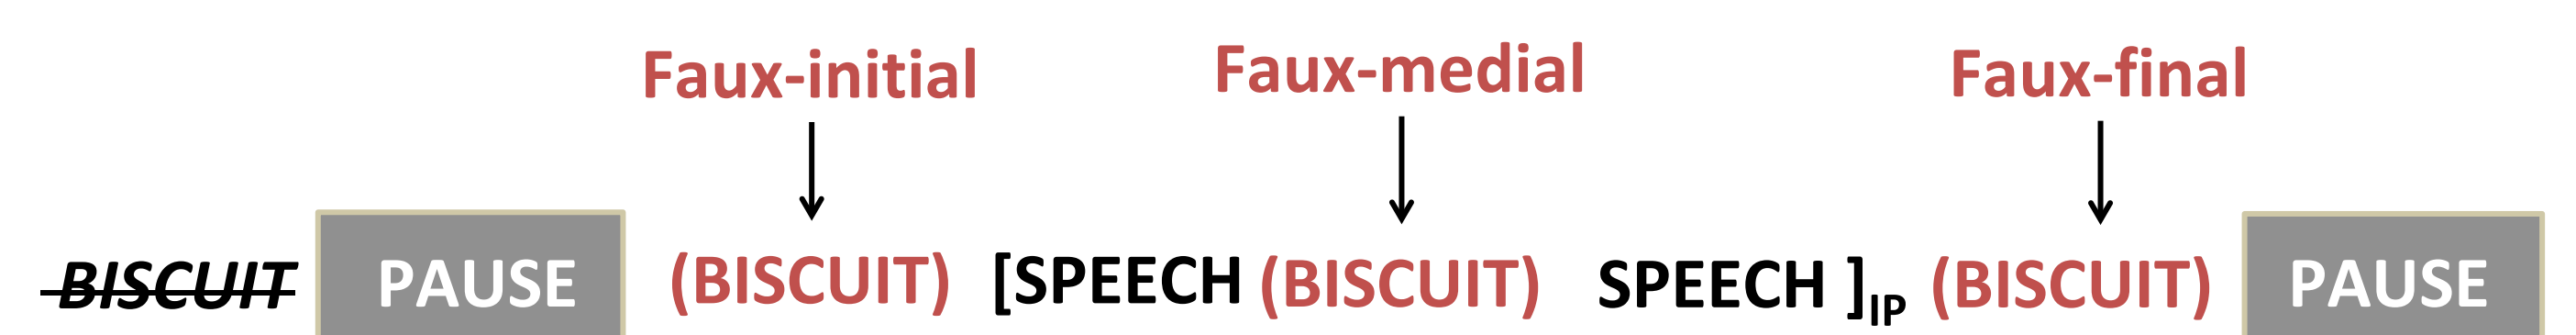 Faux-initial Faux-medial Faux-final
BISCUIT PAUSE (BISCUIT) [SPEECH (BISCUIT) SPEECH ]IP (BISCUIT) PAUSE